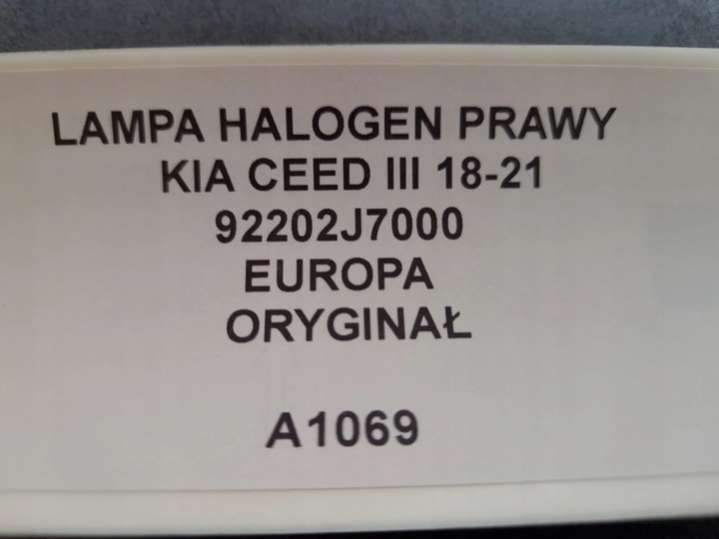 LAMPA HALOGEN PRAWY
KIA CEED III 18-21
92202J7000
EUROPA
ORYGINAŁ
A1069